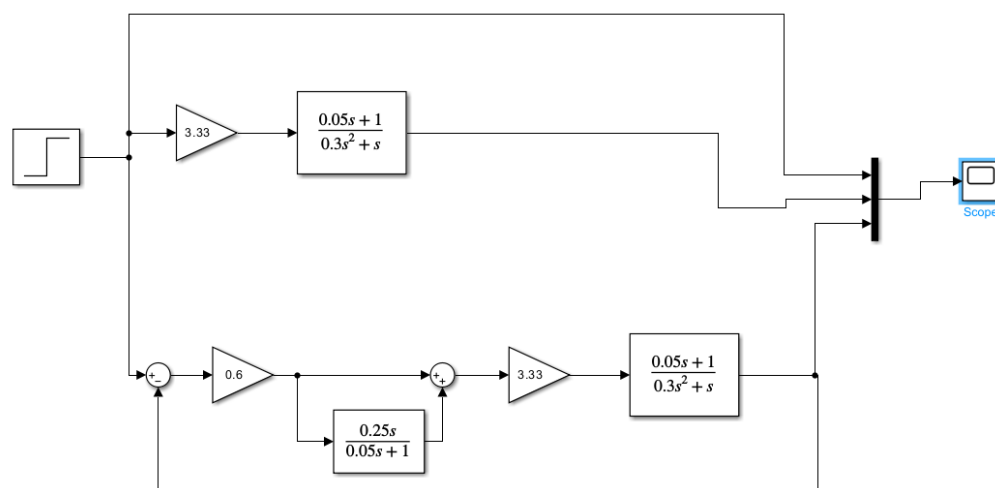 3.33
0.05s + 1
0.3s² + s
Scope
+
−
0.6
+
+
3.33
0.05s + 1
0.3s² + s
0.25s
0.05s + 1